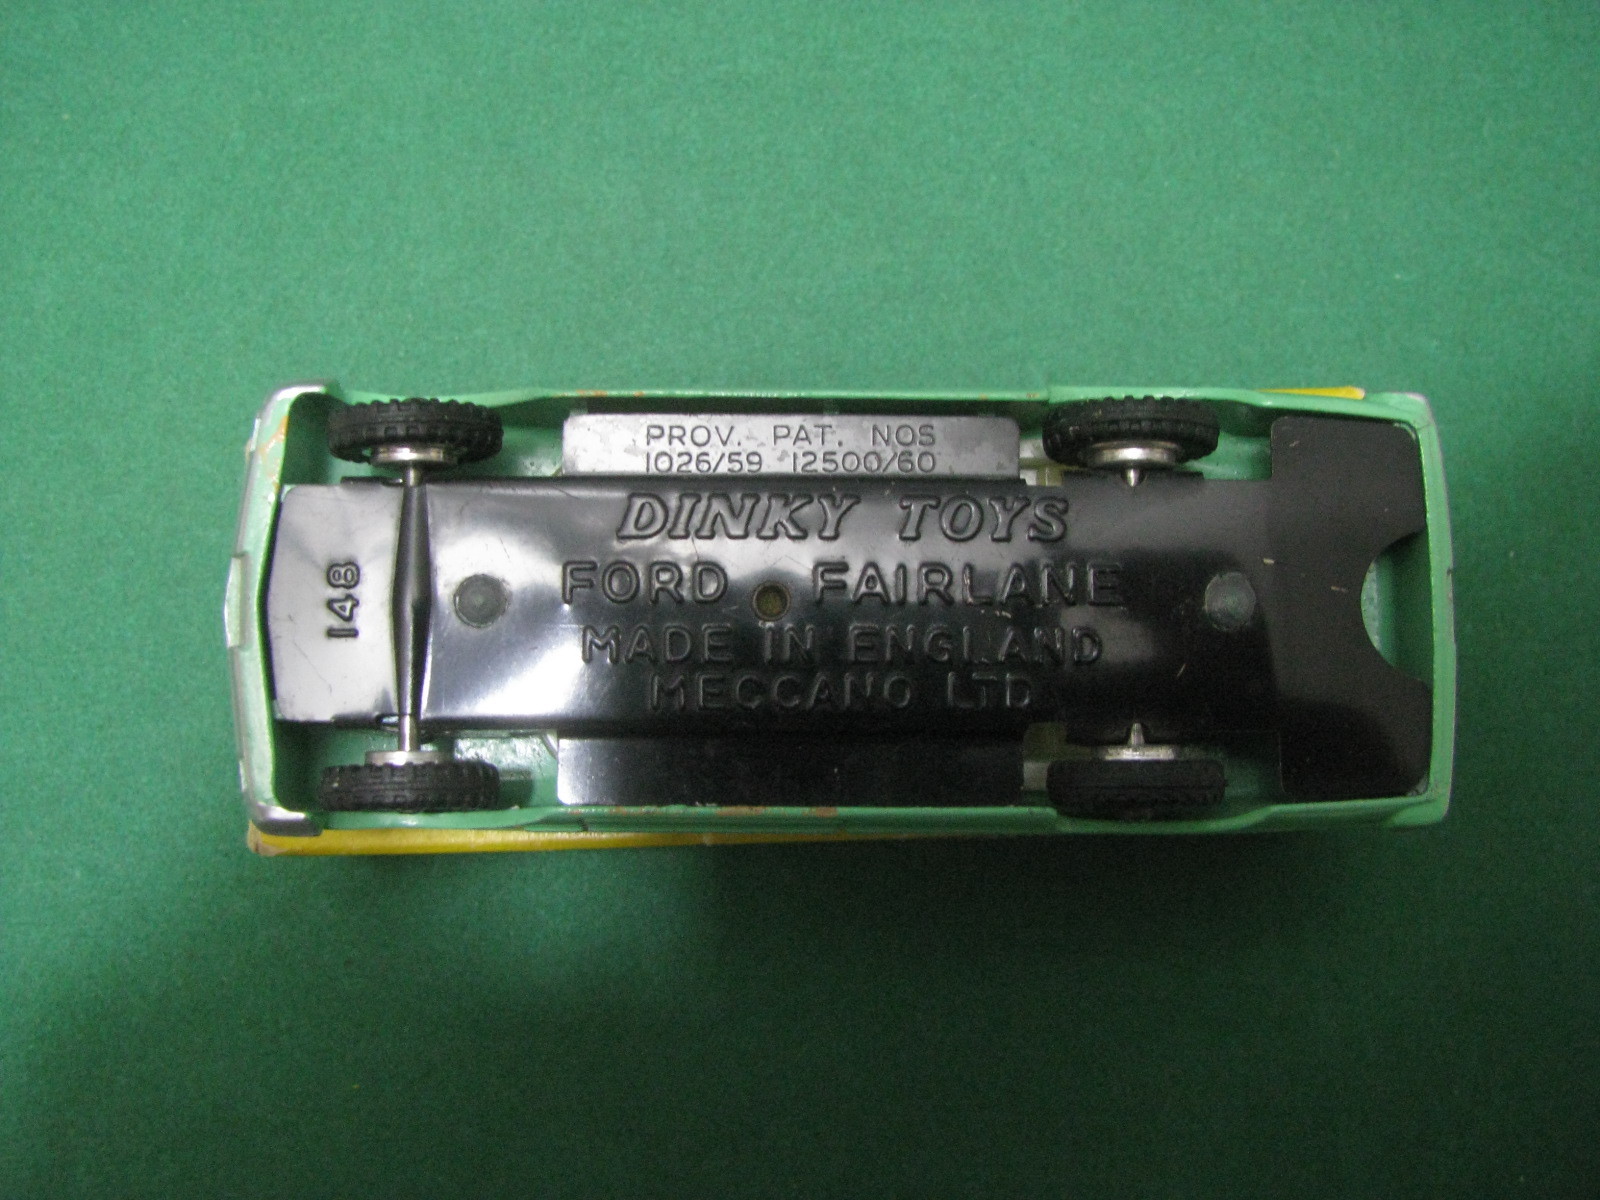 PROV. PAT. NOS
1026/59 12500/60
DINKY TOYS
FORD FAIRLANE
MADE IN ENGLAND
MECCANO LTD
148